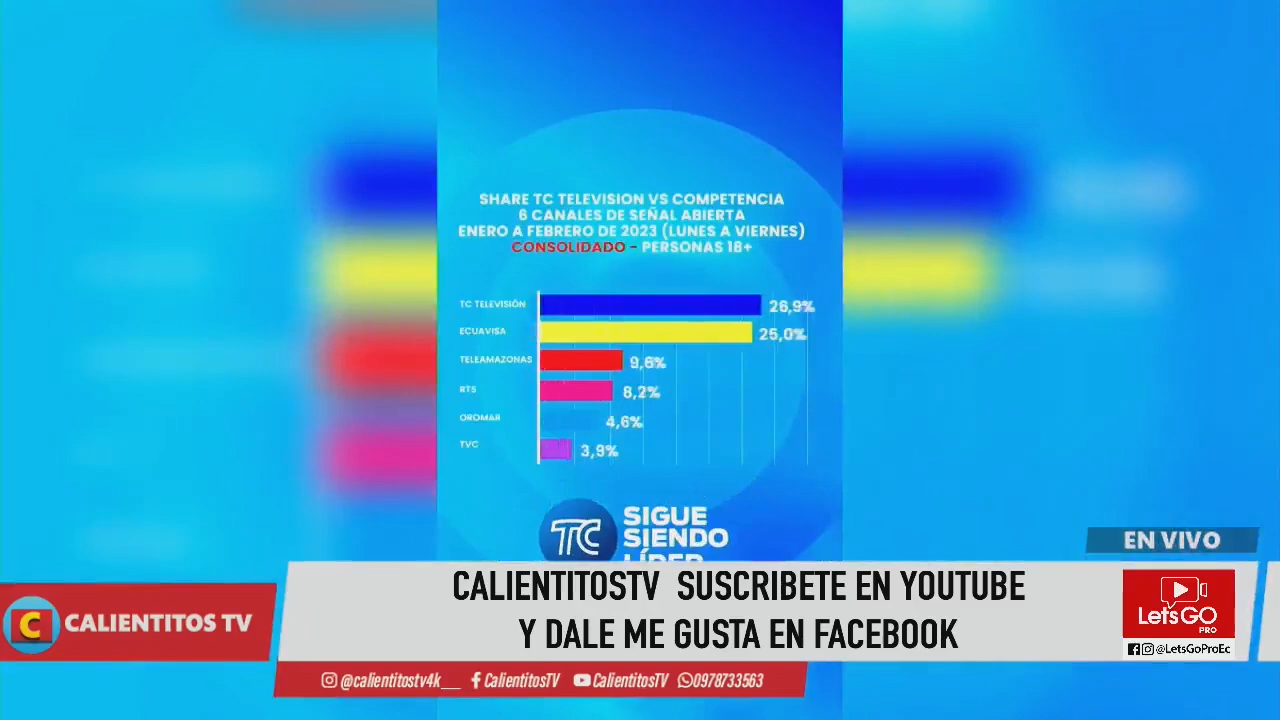 SHARE TC TELEVISION VS COMPETENCIA
6 CANALES DE SEÑAL ABIERTA
ENERO A FEBRERO DE 2023 (LUNES A VIERNES)
CONSOLIDADO - PERSONAS 18+
TC TELEVISIÓN 26,9%
ECUAVISA 25,0%
TELEAMAZONAS 9,6%
RTS 8,2%
OROMAR 4,6%
TVC 3,9%
TC
SIGUE
SIENDO
LÍDER
EN VIVO
CALIENTITOSTV SUSCRIBETE EN YOUTUBE
Y DALE ME GUSTA EN FACEBOOK
C CALIENTITOS TV
Let's GO
PRO
@LetsGoProEc
@calientitostv4k__ CalientitosTV CalientitosTV 0978733563